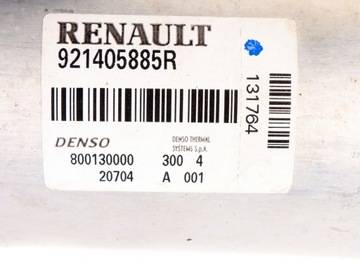 RENAULT
921405885R
131764
DENSO
DENSO THERMAL
SYSTEMS S.p.A.
800130000 300 4
20704 A 001